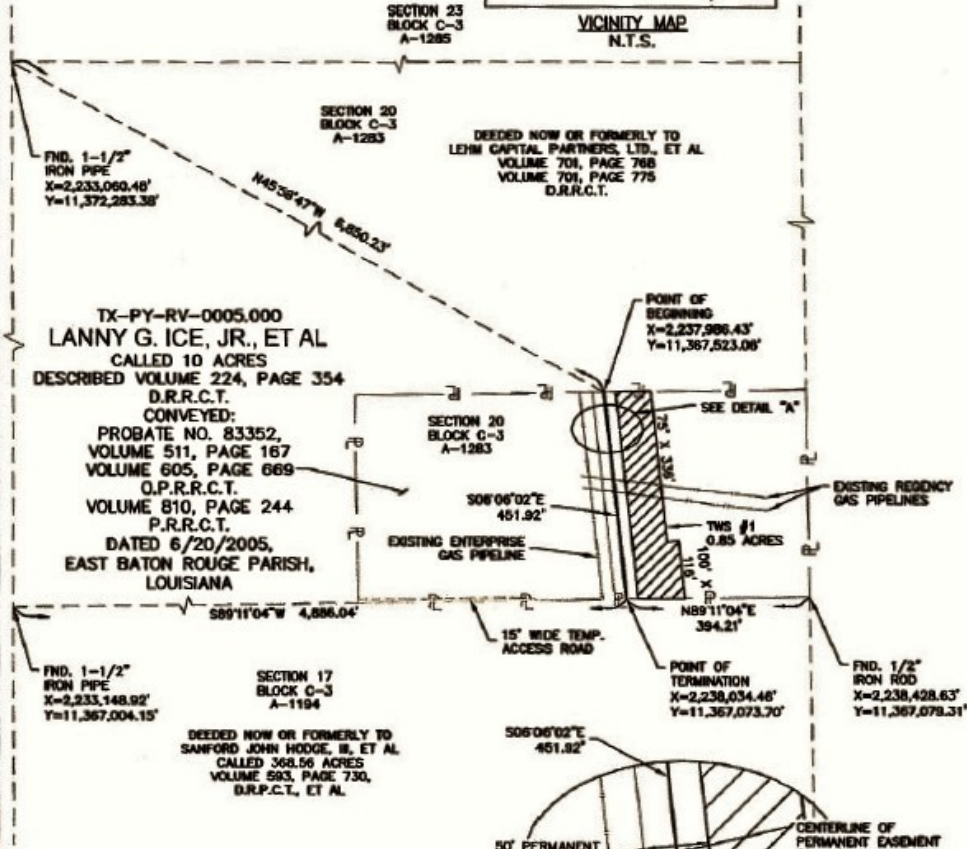 SECTION 23
BLOCK C-3
A-1285
VICINITY MAP
N.T.S.
SECTION 20
BLOCK C-3
A-1283
DEEDED NOW OR FORMERLY TO
LEHM CAPITAL PARTNERS, LTD., ET AL
VOLUME 701, PAGE 768
VOLUME 701, PAGE 775
D.R.R.C.T.
FND. 1-1/2"
IRON PIPE
X=2,233,060.48'
Y=11,372,283.38'
N45°58'47"W 6,850.23'
POINT OF
BEGINNING
X=2,237,986.43'
Y=11,367,523.06'
TX-PY-RV-0005.000
LANNY G. ICE, JR., ET AL
CALLED 10 ACRES
DESCRIBED VOLUME 224, PAGE 354
D.R.R.C.T.
CONVEYED:
PROBATE NO. 83352,
VOLUME 511, PAGE 167
VOLUME 605, PAGE 669
O.P.R.R.C.T.
VOLUME 810, PAGE 244
P.R.R.C.T.
DATED 6/20/2005,
EAST BATON ROUGE PARISH,
LOUISIANA
SECTION 20
BLOCK C-3
A-1283
SEE DETAIL "A"
75' X 336'
S06°06'02"E
451.92'
EXISTING REGENCY
GAS PIPELINES
EXISTING ENTERPRISE
GAS PIPELINE
TWS #1
0.85 ACRES
100' X
115'
S89°11'04"W 4,886.04'
N89°11'04"E
394.21'
15' WIDE TEMP.
ACCESS ROAD
FND. 1-1/2"
IRON PIPE
X=2,233,148.92'
Y=11,367,004.15'
SECTION 17
BLOCK C-3
A-1194
POINT OF
TERMINATION
X=2,238,034.46'
Y=11,367,073.70'
FND. 1/2"
IRON ROD
X=2,238,428.63'
Y=11,367,079.31'
DEEDED NOW OR FORMERLY TO
SANFORD JOHN HODGE, III, ET AL
CALLED 368.56 ACRES
VOLUME 593, PAGE 730,
D.R.P.C.T., ET AL
S06°06'02"E
451.92'
50' PERMANENT
CENTERLINE OF
PERMANENT EASEMENT